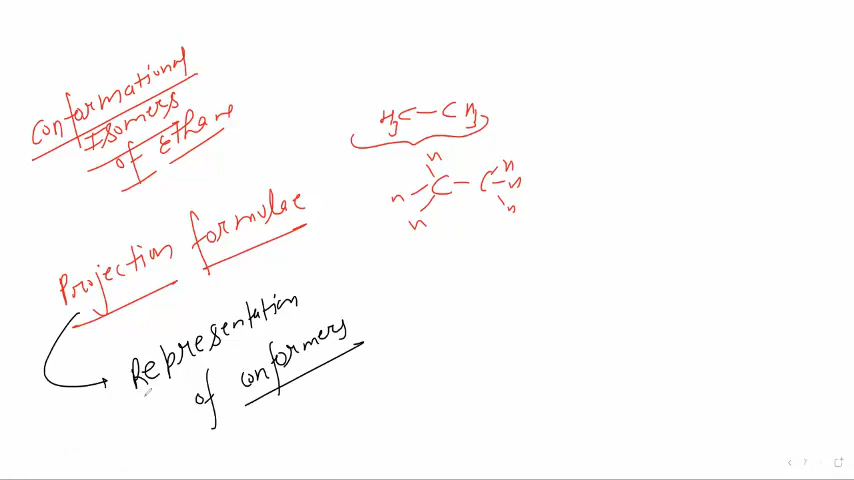 Conformational
Isomers
of Ethane
H3C — CH3
H
H — C — C — H
H
H
H
Projection formulae
Representation
of conformers